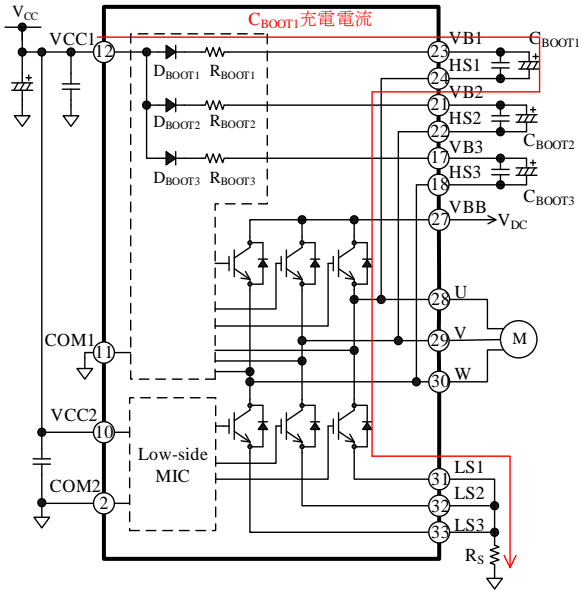 V_CC
C_BOOT1充電電流
VCC1
12
D_BOOT1
R_BOOT1
23
VB1
C_BOOT1
24
HS1
D_BOOT2
R_BOOT2
21
VB2
22
HS2
C_BOOT2
D_BOOT3
R_BOOT3
17
VB3
18
HS3
C_BOOT3
27
VBB
V_DC
28
U
COM1
11
29
V
M
30
W
VCC2
10
Low-side
MIC
COM2
2
31
LS1
32
LS2
33
LS3
R_S